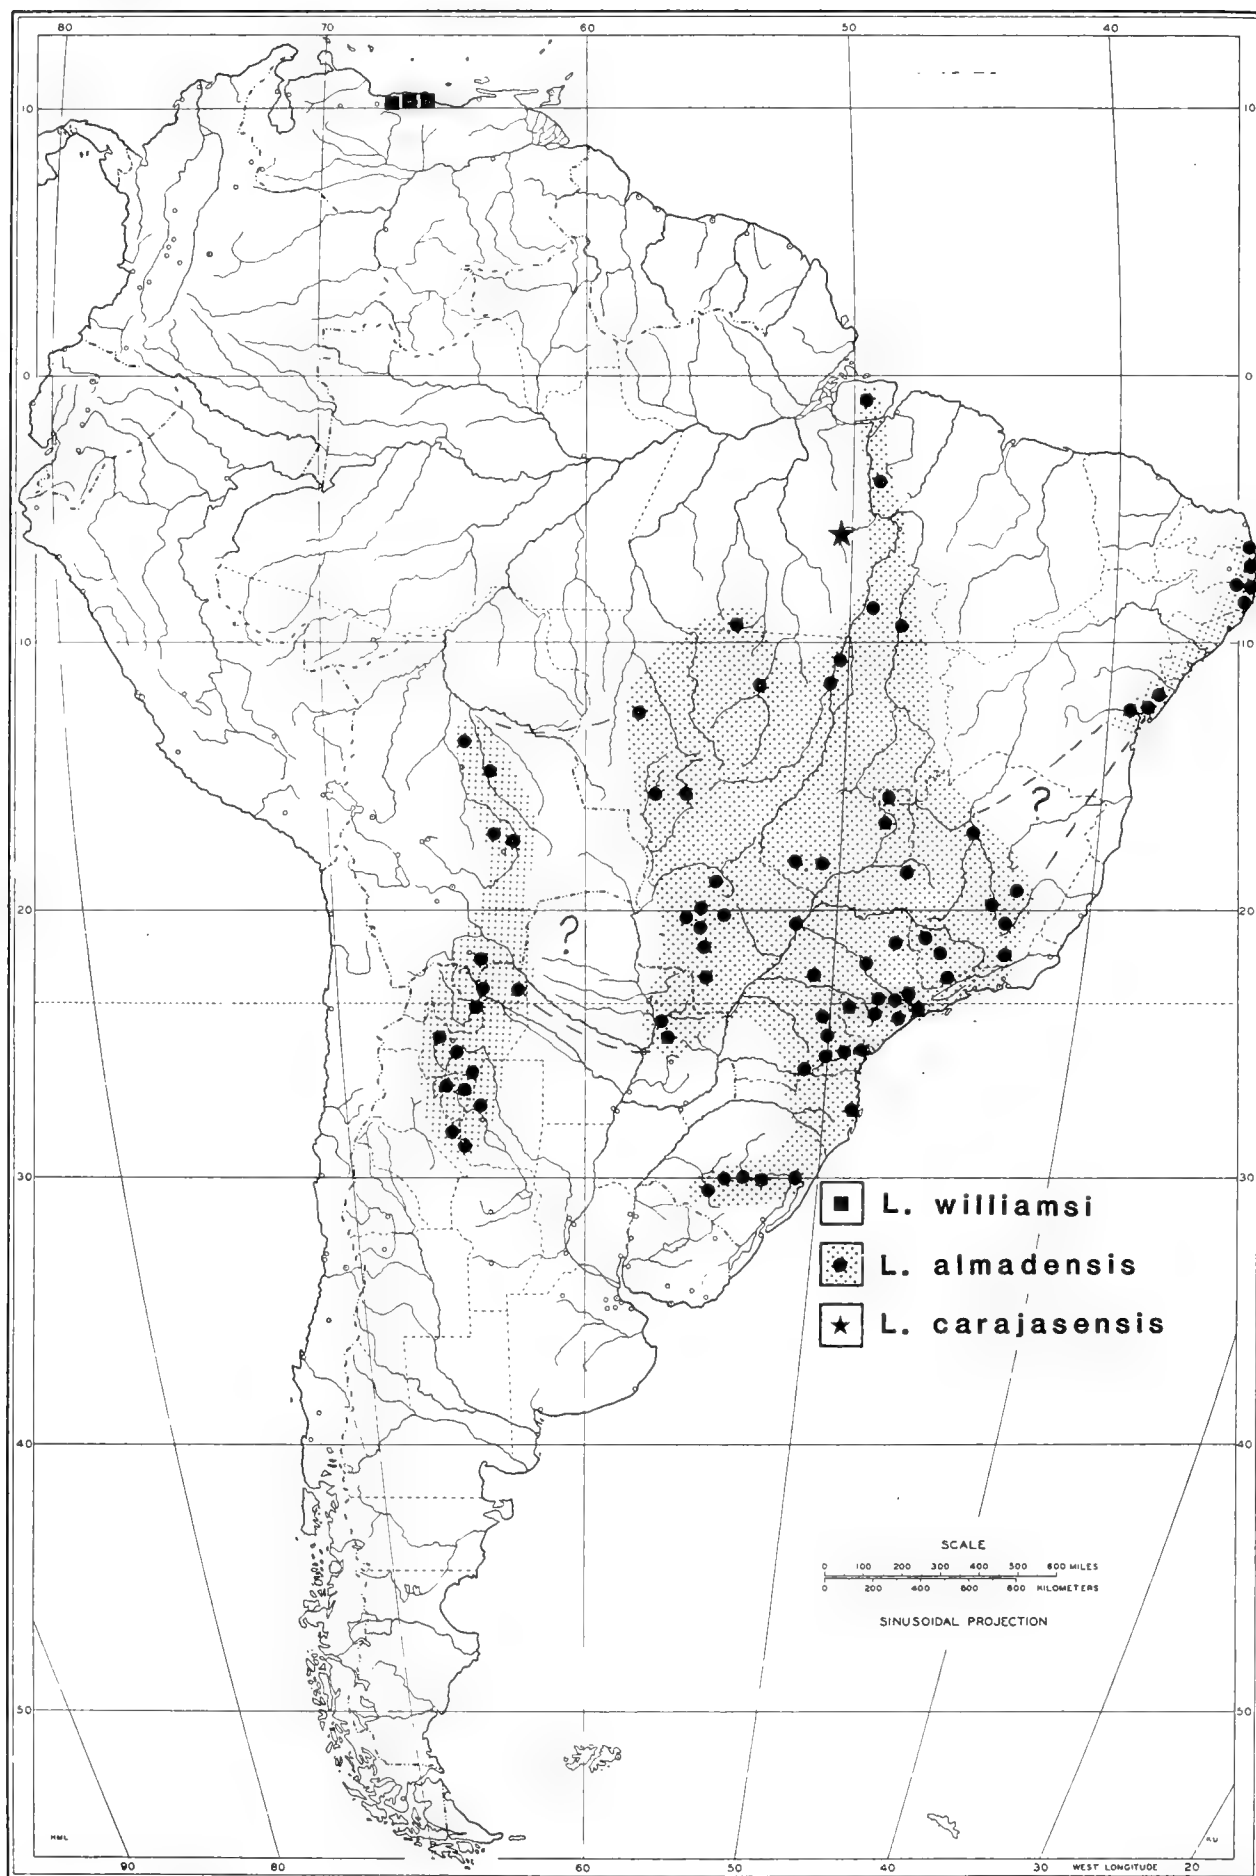 80 70 60 50 40
10 10
0 0
10 10
?
20 ?
30
L. williamsi
L. almadensis
L. carajasensis
40 40
SCALE
0 100 200 300 400 500 600 MILES
0 200 400 600 800 KILOMETERS
SINUSOIDAL PROJECTION
50 50
HML KU
90 80 70 60 50 40 30 WEST LONGITUDE 20